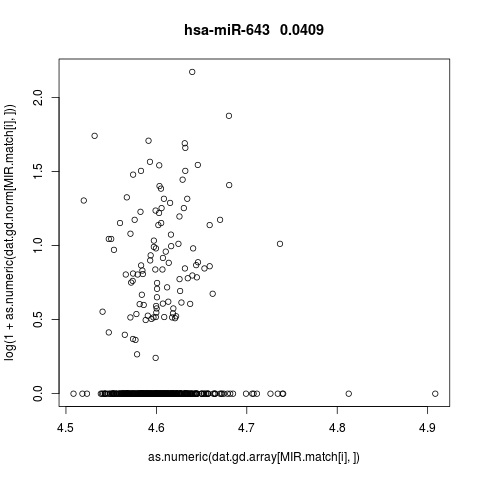 hsa-miR-643 0.0409
log(1 + as.numeric(dat.gd.norm[MIR.match[i], ]))
2.0
1.5
1.0
0.5
0.0
4.5 4.6 4.7 4.8 4.9
as.numeric(dat.gd.array[MIR.match[i], ])